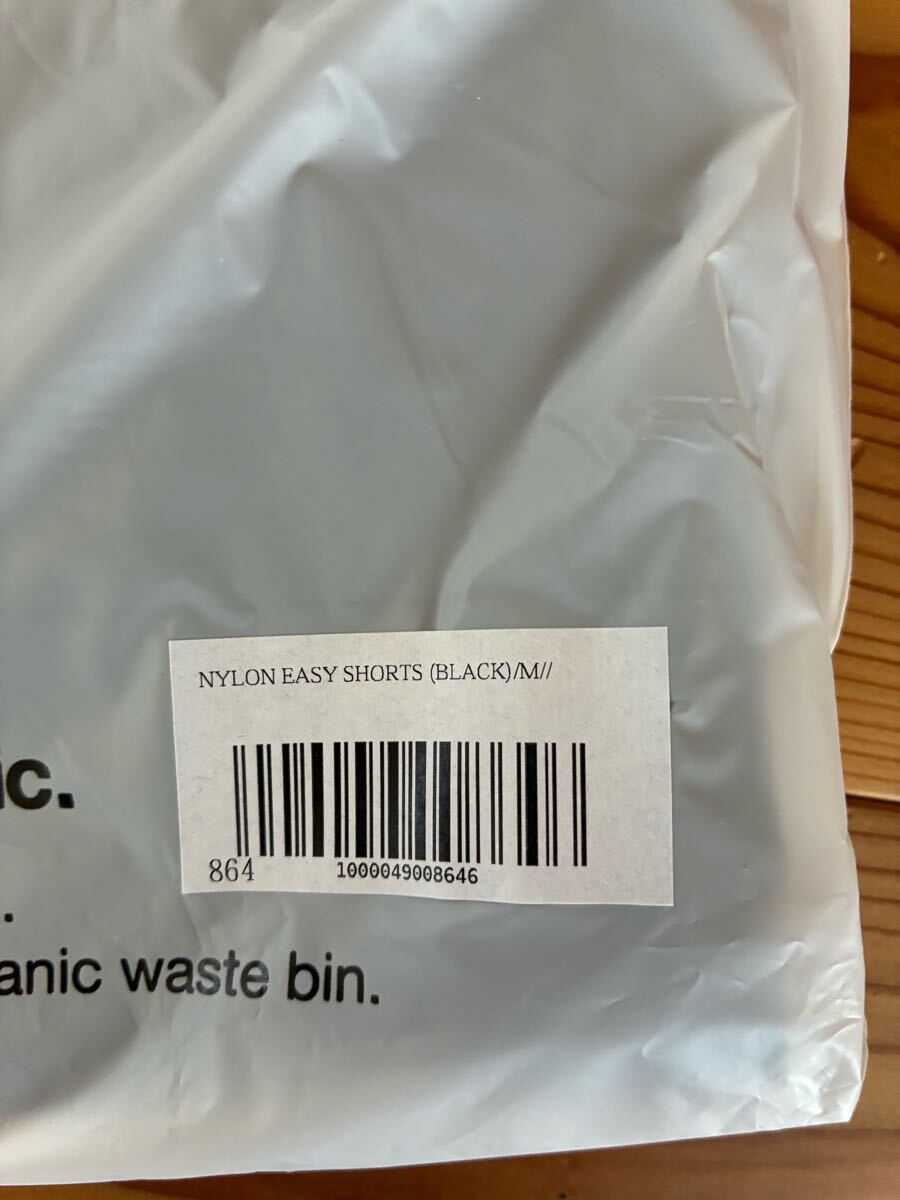 NYLON EASY SHORTS (BLACK)/M//
864
1000049008646
ic.
.
anic waste bin.